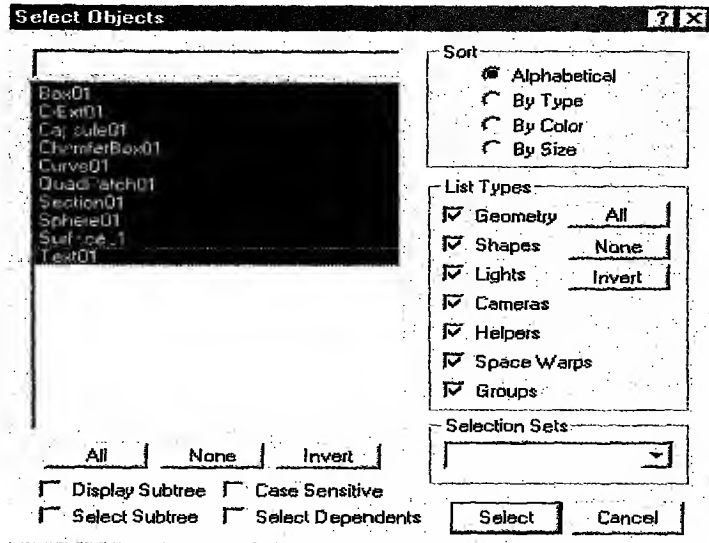 Select Objects
Box01
C-Ext01
Capsule01
ChamferBox01
Curve01
QuadPatch01
Section01
Sphere01
Text01
All None Invert
Display Subtree Case Sensitive
Select Subtree Select Dependents
Sort
Alphabetical
By Type
By Color
By Size
List Types
Geometry All
Shapes None
Lights Invert
Cameras
Helpers
Space Warps
Groups
Selection Sets
Select Cancel